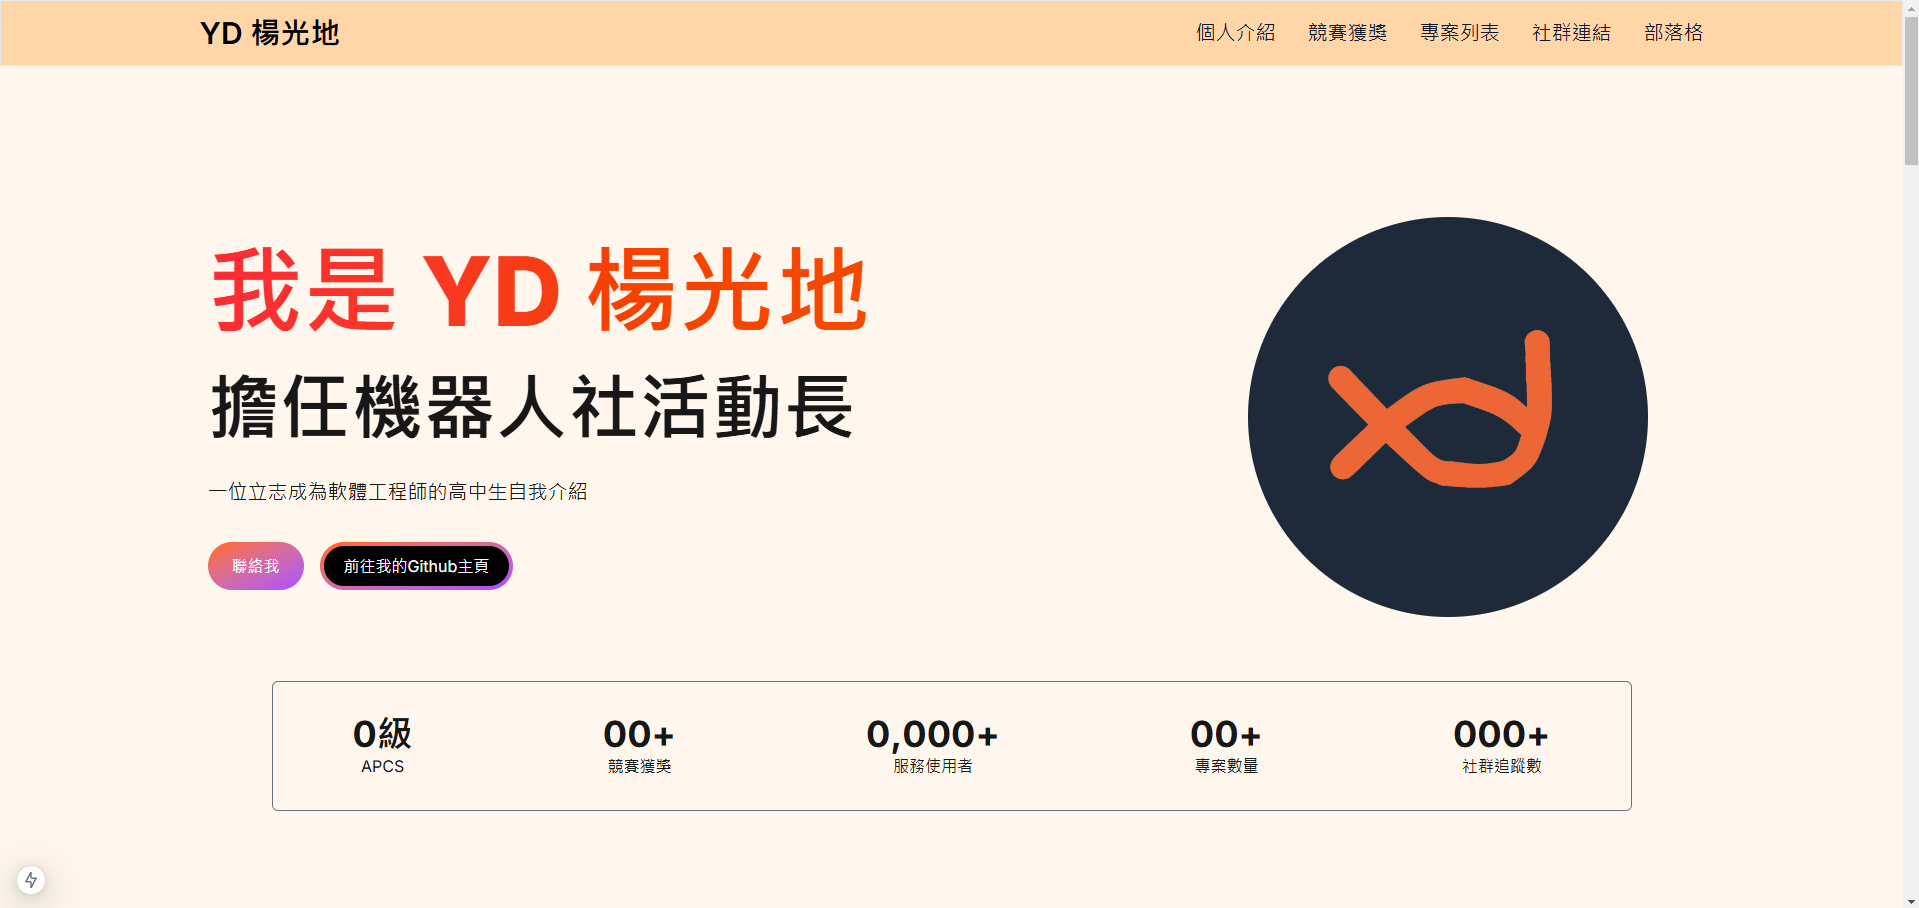 YD 楊光地
個人介紹 競賽獲獎 專案列表 社群連結 部落格
我是 YD 楊光地
擔任機器人社活動長
一位立志成為軟體工程師的高中生自我介紹
聯絡我 前往我的Github主頁
0級 00+ 0,000+ 00+ 000+
APCS 競賽獲獎 服務使用者 專案數量 社群追蹤數